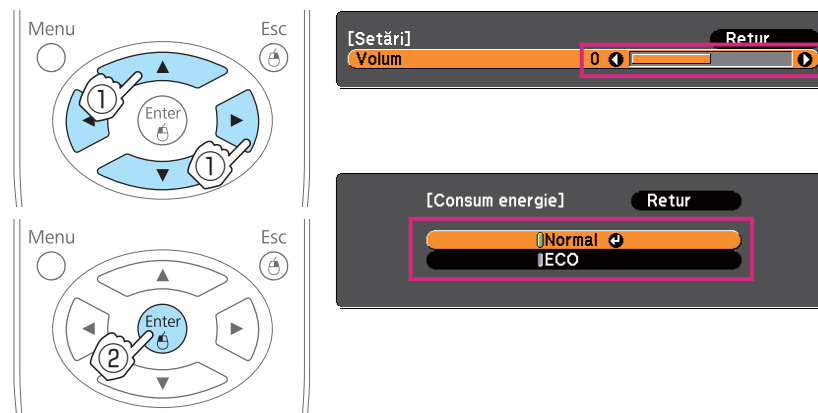 Menu
Esc
Enter
1
1
[Setări]
Retur
Volum
0
[Consum energie]
Retur
Normal
ECO
Menu
Esc
Enter
2